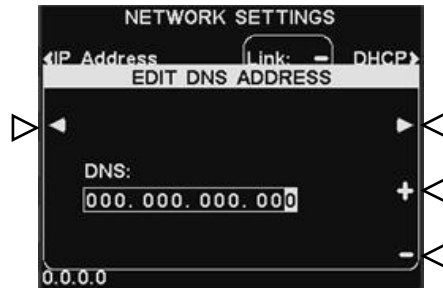 NETWORK SETTINGS
IP Address Link: – DHCP
EDIT DNS ADDRESS
DNS:
000.000.000.000
+
–
0.0.0.0